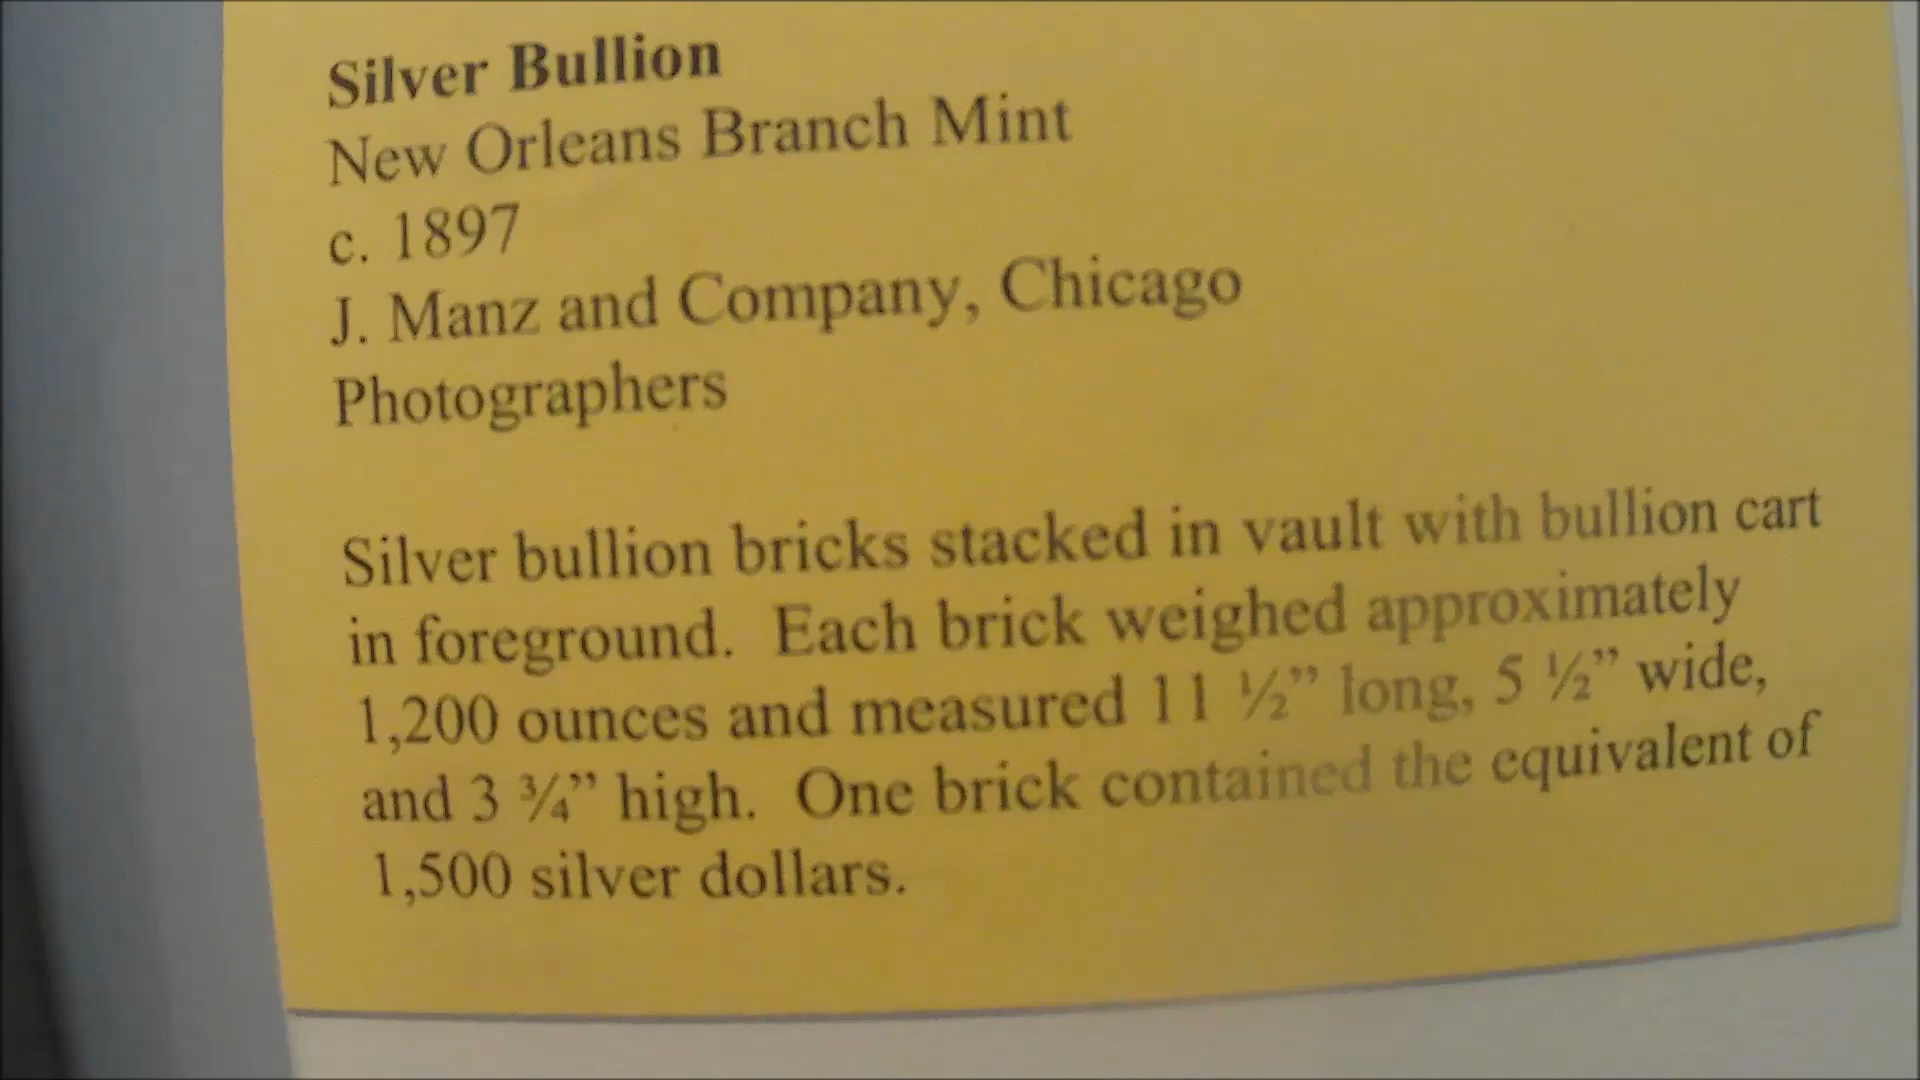 Silver Bullion
New Orleans Branch Mint
c. 1897
J. Manz and Company, Chicago
Photographers
Silver bullion bricks stacked in vault with bullion cart
in foreground.  Each brick weighed approximately
1,200 ounces and measured 11 ½” long, 5 ½” wide,
and 3 ¾” high.  One brick contained the equivalent of
1,500 silver dollars.